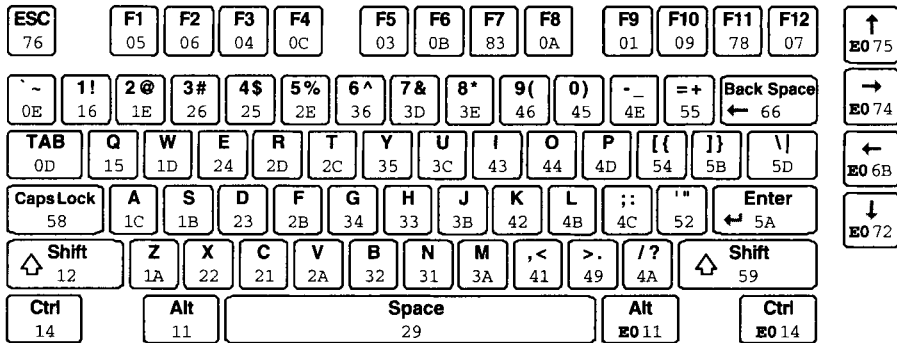 ESC F1 F2 F3 F4 F5 F6 F7 F8 F9 F10 F11 F12 ↑
76 05 06 04 0C 03 0B 83 0A 01 09 78 07 E0 75
` ~ 1! 2@ 3# 4$ 5% 6^ 7& 8* 9( 0) -_ =+ Back Space →
0E 16 1E 26 25 2E 36 3D 3E 46 45 4E 55 ← 66 E0 74
TAB Q W E R T Y U I O P [{ ]} \| ←
0D 15 1D 24 2D 2C 35 3C 43 44 4D 54 5B 5D E0 6B
Caps Lock A S D F G H J K L ;: '" Enter ↓
58 1C 1B 23 2B 34 33 3B 42 4B 4C 52 ↵ 5A E0 72
Shift Z X C V B N M ,< >. /? Shift
12 1A 22 21 2A 32 31 3A 41 49 4A 59
Ctrl Alt Space Alt Ctrl
14 11 29 E0 11 E0 14